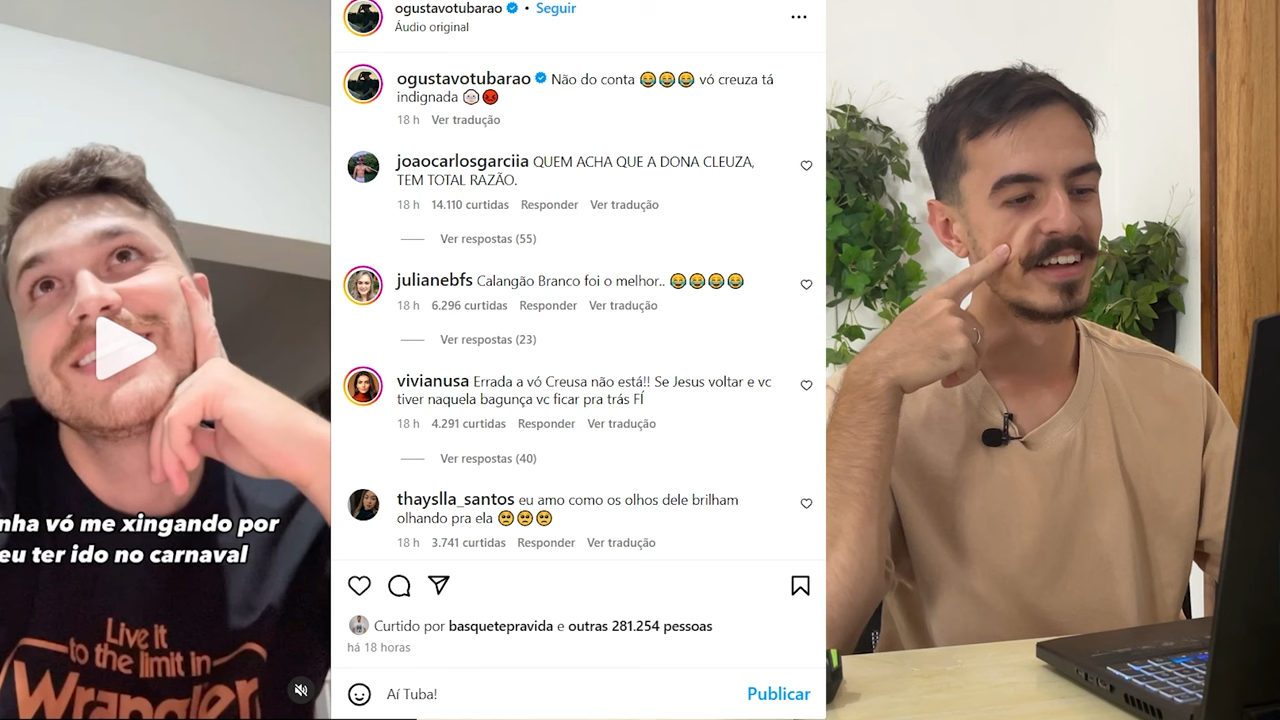 ogustavotubarao • Seguir
Áudio original
ogustavotubarao Não do conta 😂😂😂 vó creuza tá
indignada 👵🏻😡
18 h Ver tradução
joaocarlosgarciia QUEM ACHA QUE A DONA CLEUZA,
TEM TOTAL RAZÃO.
18 h 14.110 curtidas Responder Ver tradução
Ver respostas (55)
julianebfs Calangão Branco foi o melhor.. 😂😂😂😂
18 h 6.296 curtidas Responder Ver tradução
Ver respostas (23)
vivianusa Errada a vó Creusa não está!! Se Jesus voltar e vc
tiver naquela bagunça vc ficar pra trás FÍ
18 h 4.291 curtidas Responder Ver tradução
Ver respostas (40)
thayslla_santos eu amo como os olhos dele brilham
olhando pra ela 🥺🥺🥺
18 h 3.741 curtidas Responder Ver tradução
Curtido por basquetepravida e outras 281.254 pessoas
há 18 horas
Aí Tuba!
Publicar
nha vó me xingando por
eu ter ido no carnaval
Live it
to the limit in
Wrangler